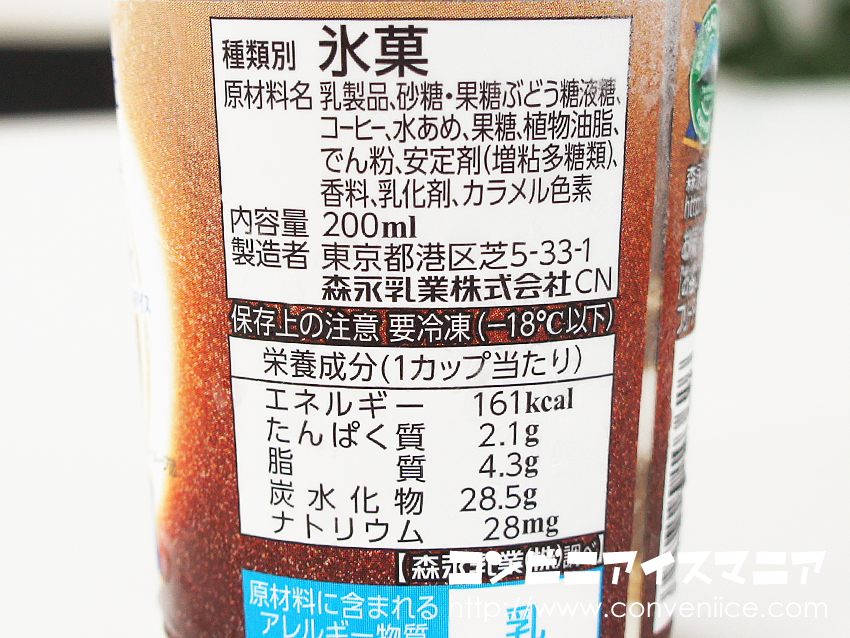 種類別 氷菓
原材料名 乳製品、砂糖・果糖ぶどう糖液糖、
コーヒー、水あめ、果糖、植物油脂、
でん粉、安定剤(増粘多糖類)、
香料、乳化剤、カラメル色素
内容量 200ml
製造者 東京都港区芝5-33-1
森永乳業株式会社CN
保存上の注意 要冷凍(−18℃以下)
栄養成分(1カップ当たり)
エネルギー 161kcal
たんぱく質 2.1g
脂質 4.3g
炭水化物 28.5g
ナトリウム 28mg
【森永乳業(株)調べ
原材料に含まれる
アレルギー物質 乳
コンビニアイスマニア
http://www.conveniice.com